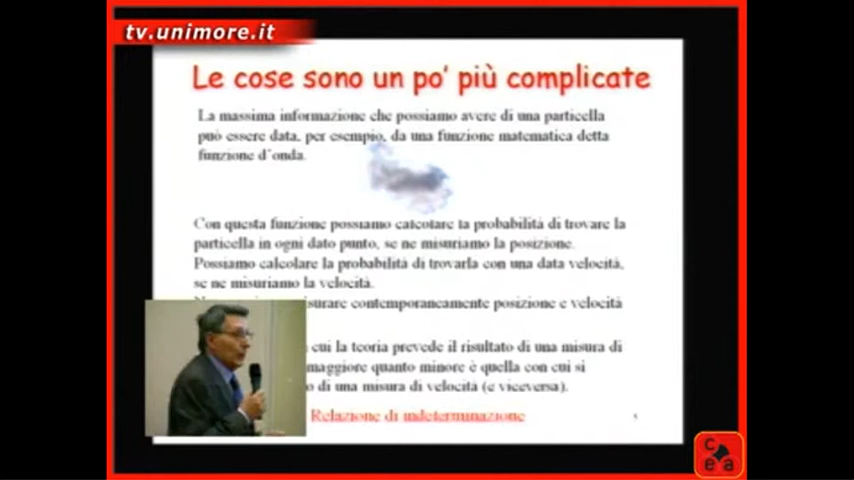 tv.unimore.it
Le cose sono un po' più complicate
La massima informazione che possiamo avere di una particella
può essere data, per esempio, da una funzione matematica detta
funzione d'onda.
Con questa funzione possiamo calcolare la probabilità di trovare la
particella in ogni dato punto, se ne misuriamo la posizione.
Possiamo calcolare la probabilità di trovarla con una data velocità,
se ne misuriamo la velocità.
contemporaneamente posizione e velocità
cui la teoria prevede il risultato di una misura di
maggiore quanto minore è quella con cui si
di una misura di velocità (e viceversa).
Relazione di indeterminazione
c
e a